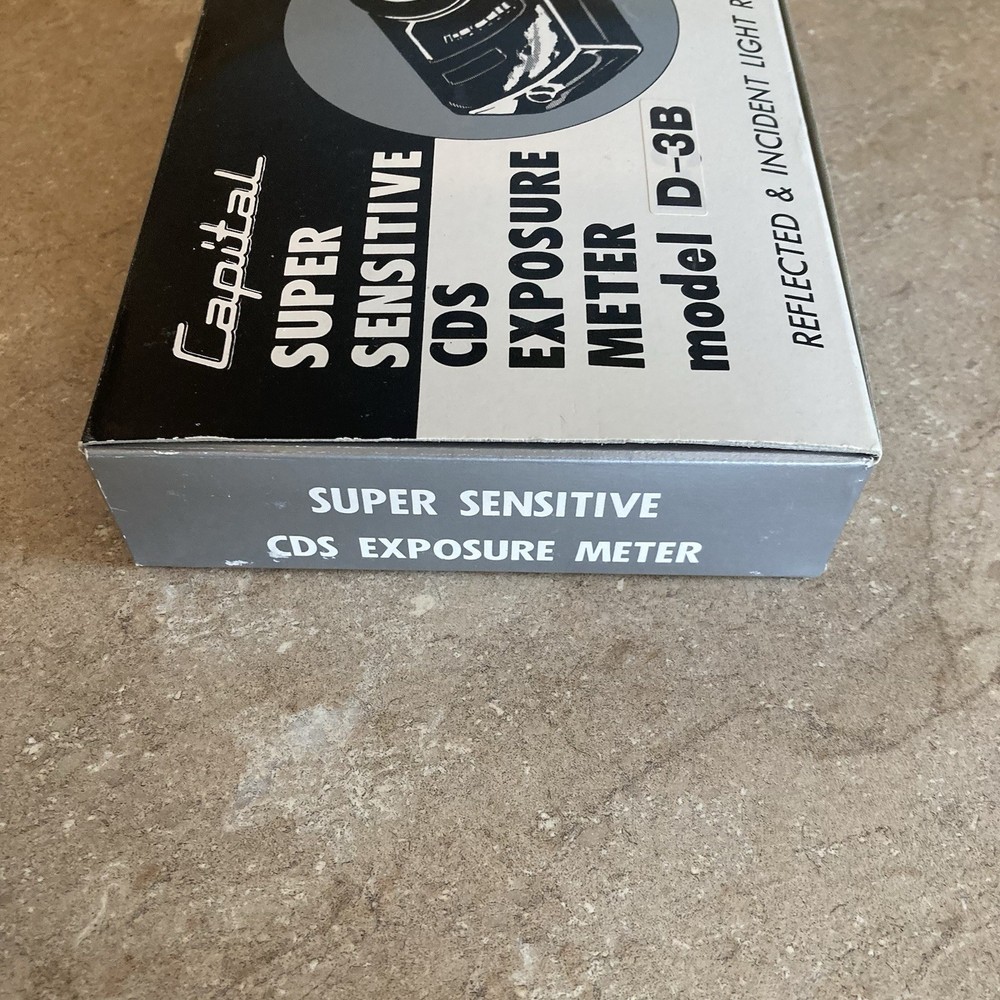 Capital
SUPER
SENSITIVE
CDS
EXPOSURE
METER
model D-3B
REFLECTED & INCIDENT LIGHT
SUPER SENSITIVE
CDS EXPOSURE METER